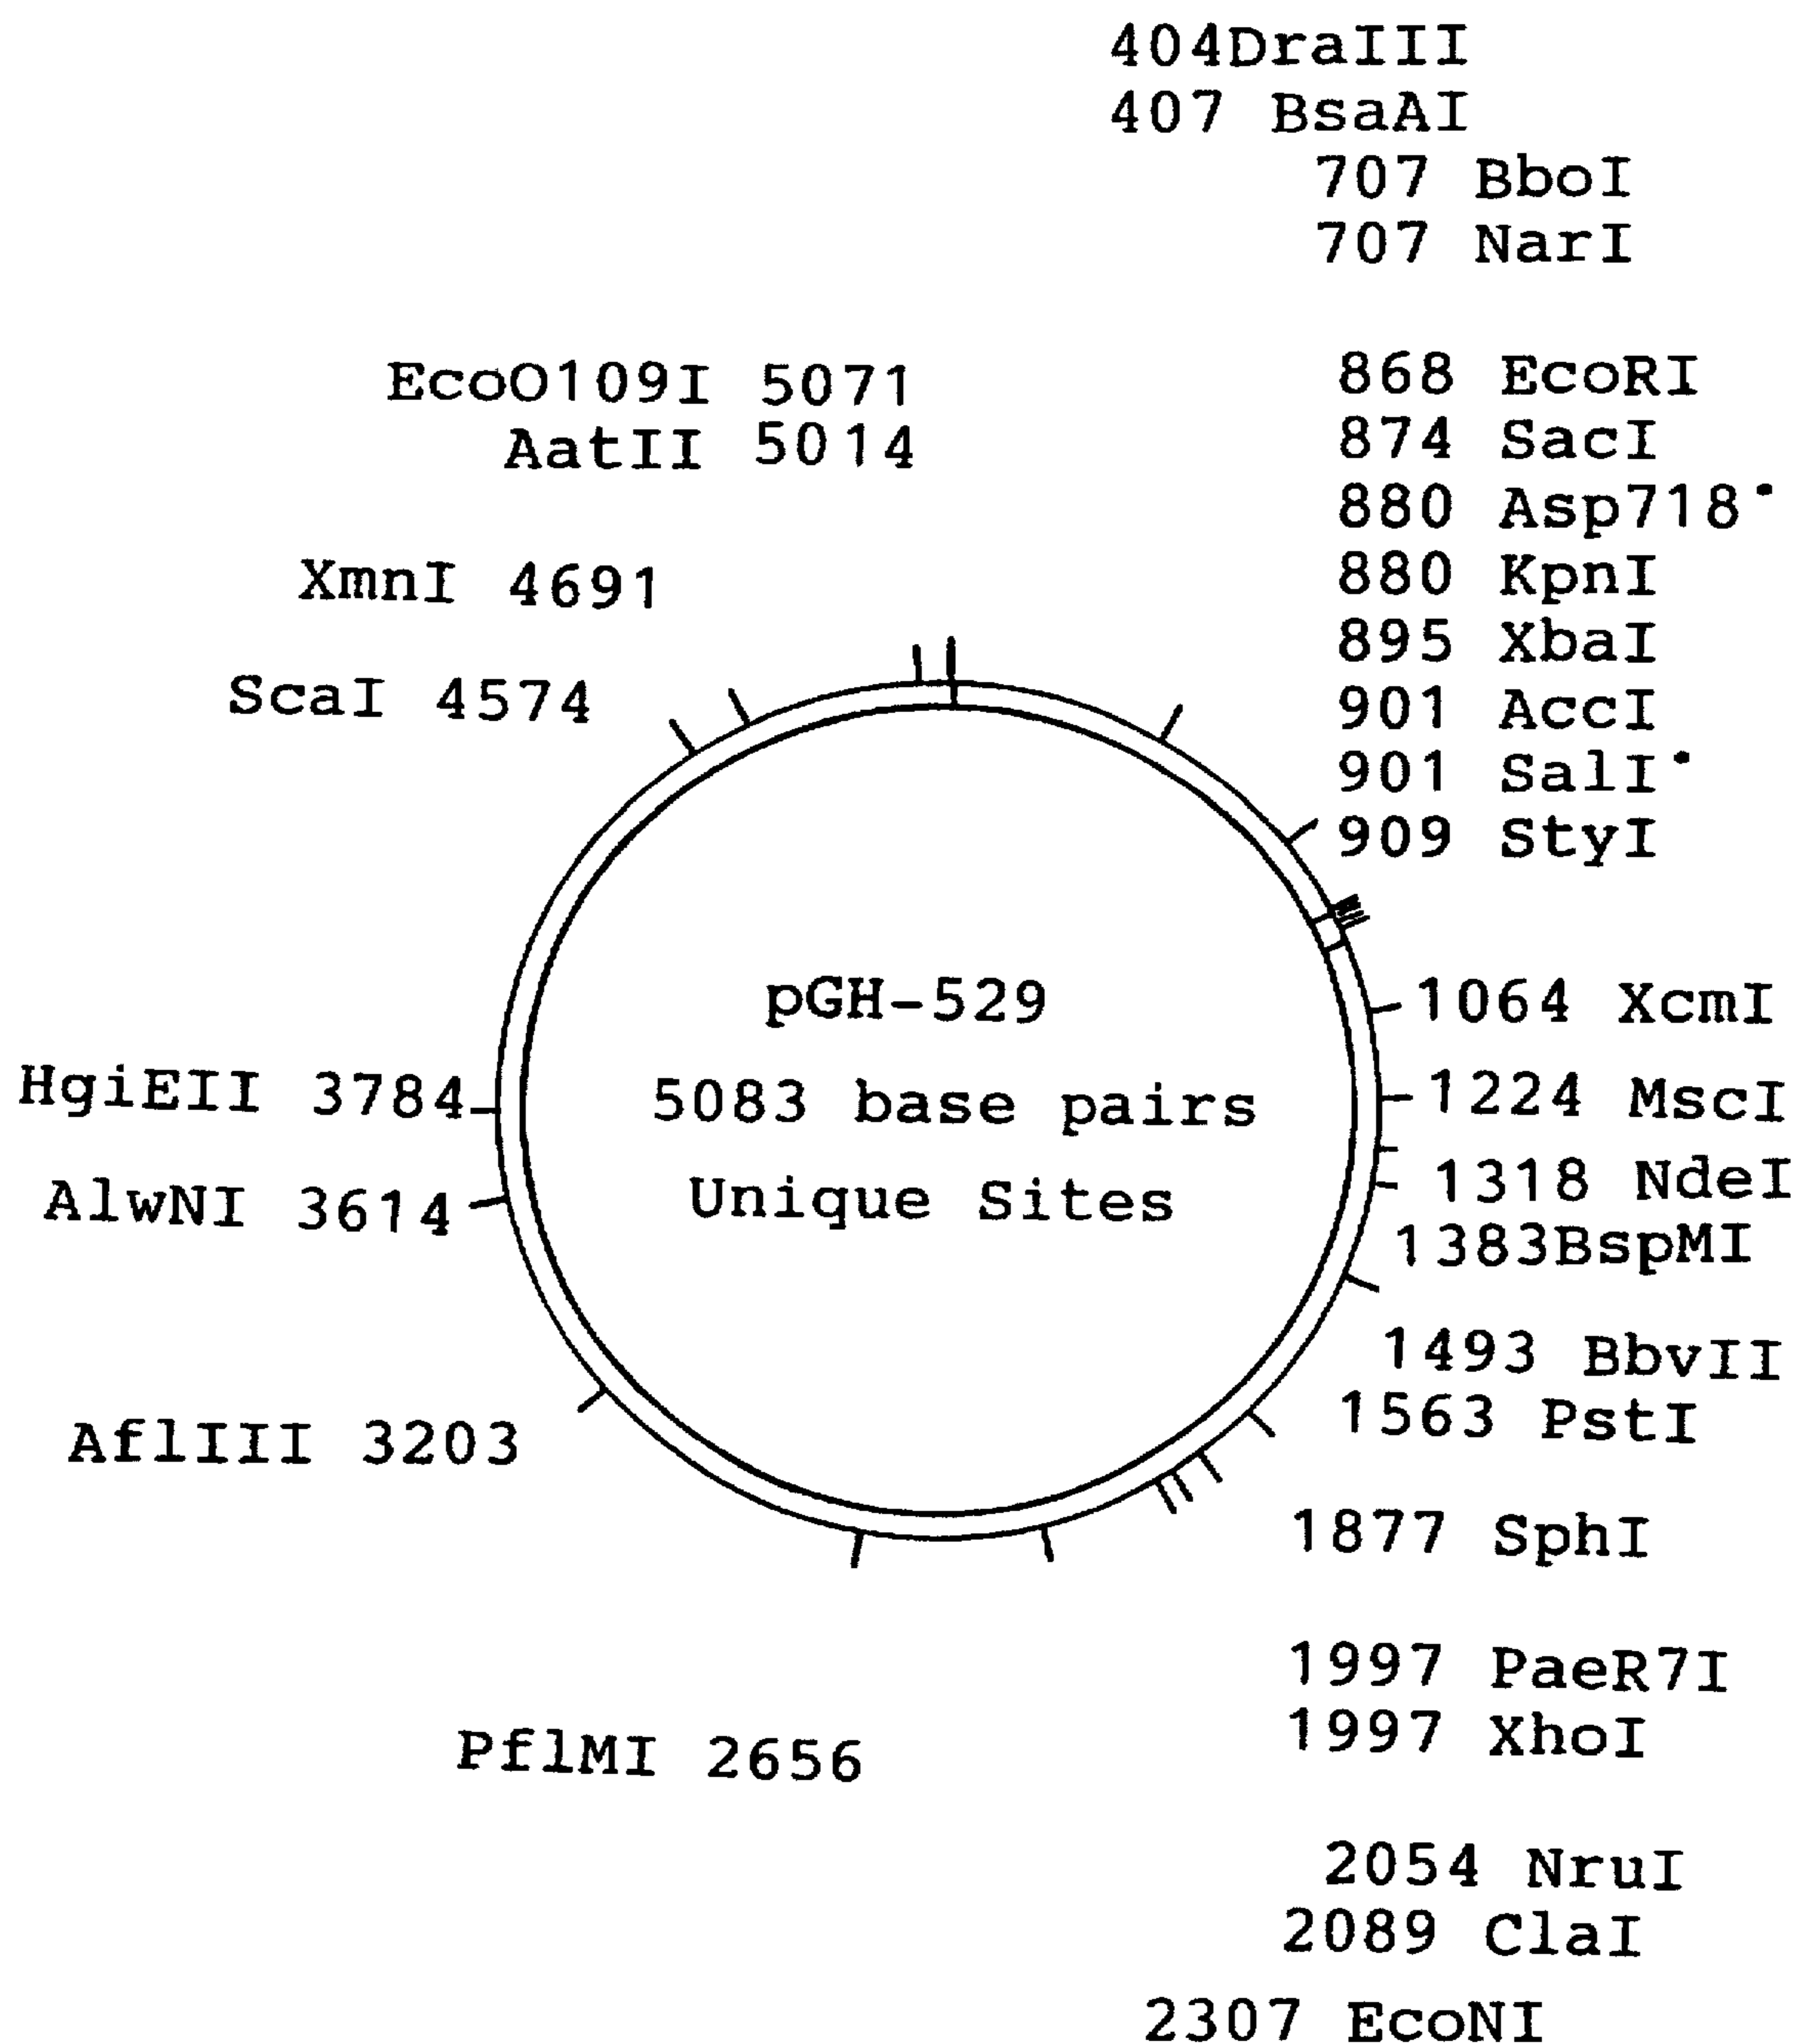 404DraIII
407 BsaAI
707 BboI
707 NarI
EcoO109I 5071
AatII 5014
XmnI 4691
ScaI 4574
868 EcoRI
874 SacI
880 Asp718•
880 KpnI
895 XbaI
901 AccI
901 SalI•
909 StyI
pGH-529
5083 base pairs
Unique Sites
HgiEII 3784
AlwNI 3614
AflIII 3203
PflMI 2656
1064 XcmI
1224 MscI
1318 NdeI
1383BspMI
1493 BbvII
1563 PstI
1877 SphI
1997 PaeR7I
1997 XhoI
2054 NruI
2089 ClaI
2307 EcoNI